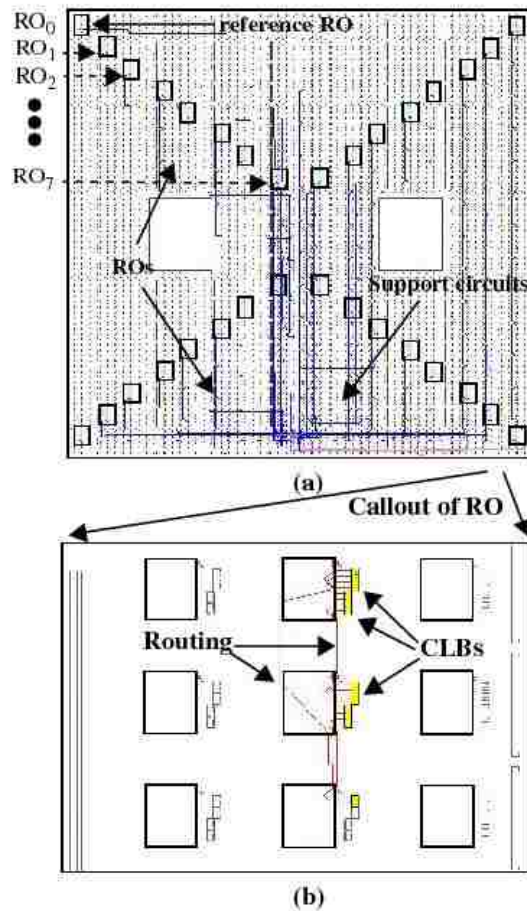 RO0 reference RO
RO1
RO2
RO7
ROs
Support circuits
(a)
Callout of RO
Routing
CLBs
(b)